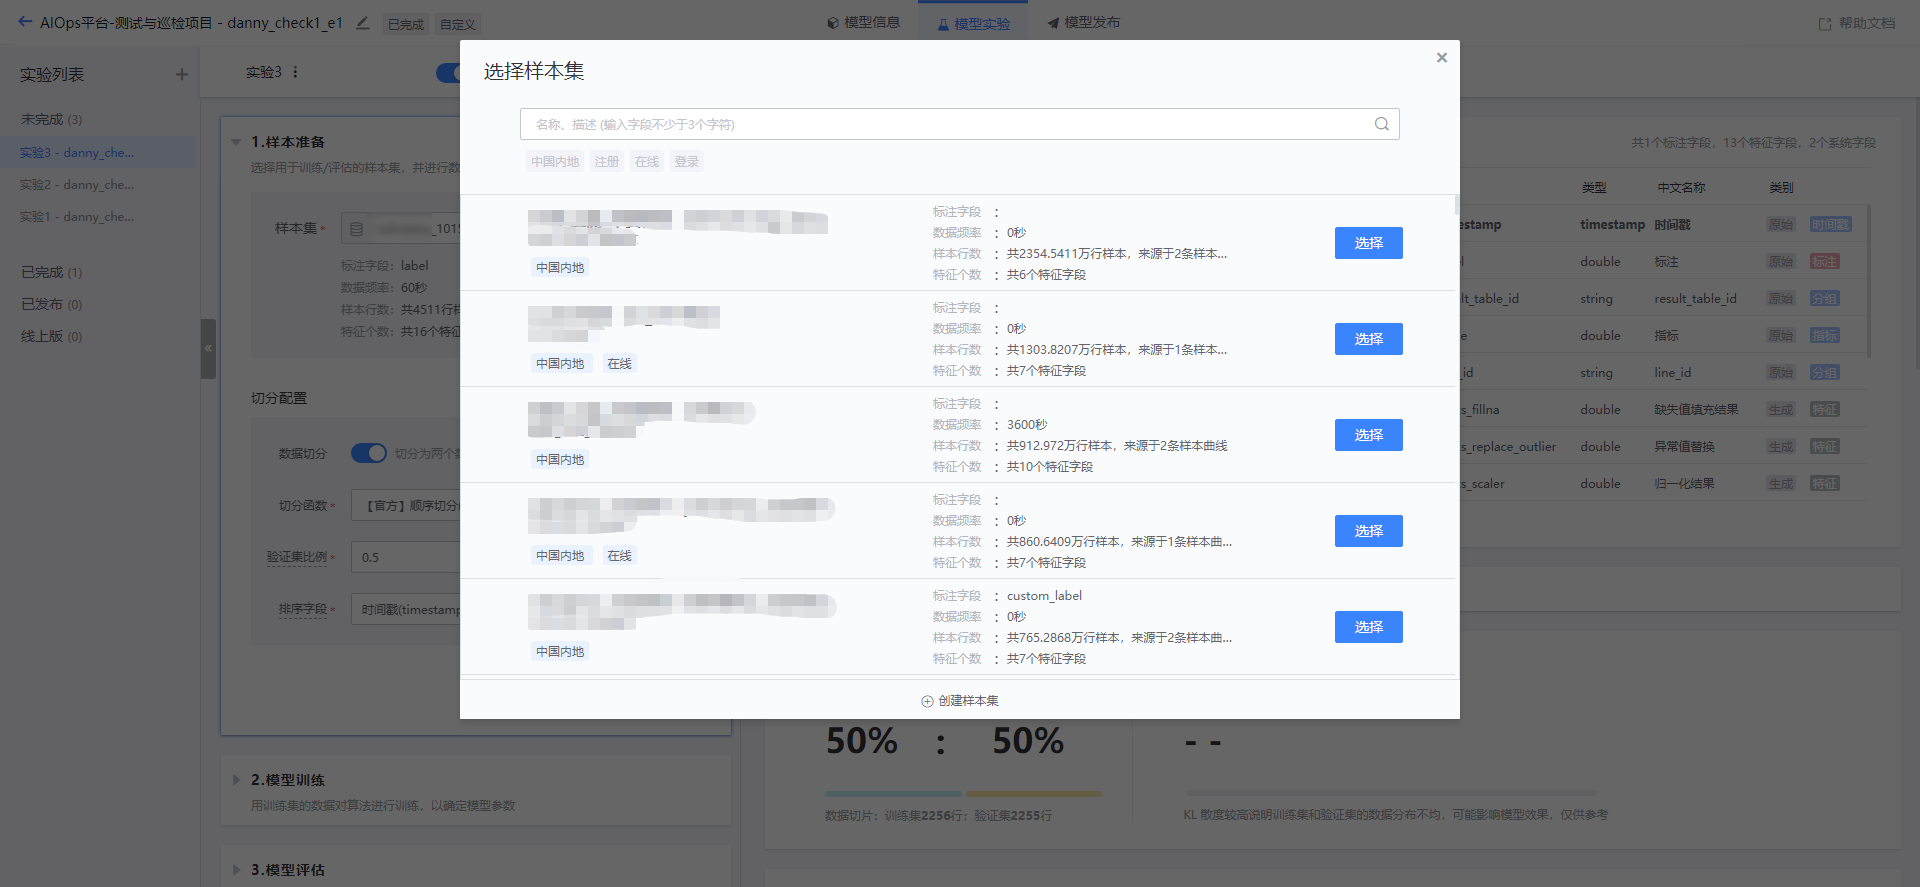 AIOps平台-测试与巡检项目 - danny_check1_e1 已完成 自定义
模型信息 模型实验 模型发布
帮助文档
实验列表
未完成 (3)
实验3 - danny_che...
实验2 - danny_che...
实验1 - danny_che...
已完成 (1)
已发布 (0)
线上版 (0)
实验3
1.样本准备
选择用于训练/评估的样本集，并进行数
样本集 * _101
标注字段：label
数据频率：60秒
样本行数：共4511行
特征个数：共16个特征
切分配置
数据切分 切分为两个
切分函数 * 【官方】顺序切分
验证集比例 * 0.5
排序字段 * 时间戳(timestamp
2.模型训练
用训练集的数据对算法进行训练，以确定模型参数
3.模型评估
选择样本集
名称、描述 (输入字段不少于3个字符)
中国内地 注册 在线 登录
中国内地
标注字段 ：
数据频率 ：0秒
样本行数 ：共2354.5411万行样本，来源于2条样本...
特征个数 ：共6个特征字段
选择
中国内地 在线
标注字段 ：
数据频率 ：0秒
样本行数 ：共1303.8207万行样本，来源于1条样本...
特征个数 ：共7个特征字段
选择
中国内地
标注字段 ：
数据频率 ：3600秒
样本行数 ：共912.972万行样本，来源于2条样本曲线
特征个数 ：共10个特征字段
选择
中国内地 在线
标注字段 ：
数据频率 ：0秒
样本行数 ：共860.6409万行样本，来源于1条样本曲...
特征个数 ：共7个特征字段
选择
中国内地
标注字段 ：custom_label
数据频率 ：0秒
样本行数 ：共765.2868万行样本，来源于2条样本曲...
特征个数 ：共7个特征字段
选择
创建样本集
共1个标注字段，13个特征字段，2个系统字段
类型 中文名称 类别
estamp timestamp 时间戳 原始 时间戳
el double 标注 原始 标注
lt_table_id string result_table_id 原始 分组
e double 指标 原始 指标
_id string line_id 原始 分组
s_fillna double 缺失值填充结果 生成 特征
s_replace_outlier double 异常值替换 生成 特征
s_scaler double 归一化结果 生成 特征
50% : 50%
- -
数据切片：训练集2256行；验证集2255行
KL 散度较高说明训练集和验证集的数据分布不均，可能影响模型效果，仅供参考